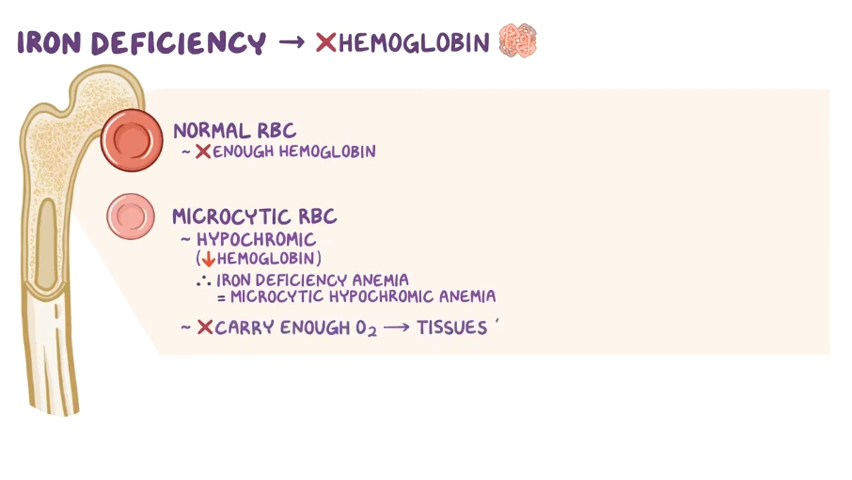 IRON DEFICIENCY → ❌HEMOGLOBIN
NORMAL RBC
~ ❌ENOUGH HEMOGLOBIN
MICROCYTIC RBC
~ HYPOCHROMIC
(↓HEMOGLOBIN)
∴ IRON DEFICIENCY ANEMIA
= MICROCYTIC HYPOCHROMIC ANEMIA
~ ❌CARRY ENOUGH O₂ → TISSUES